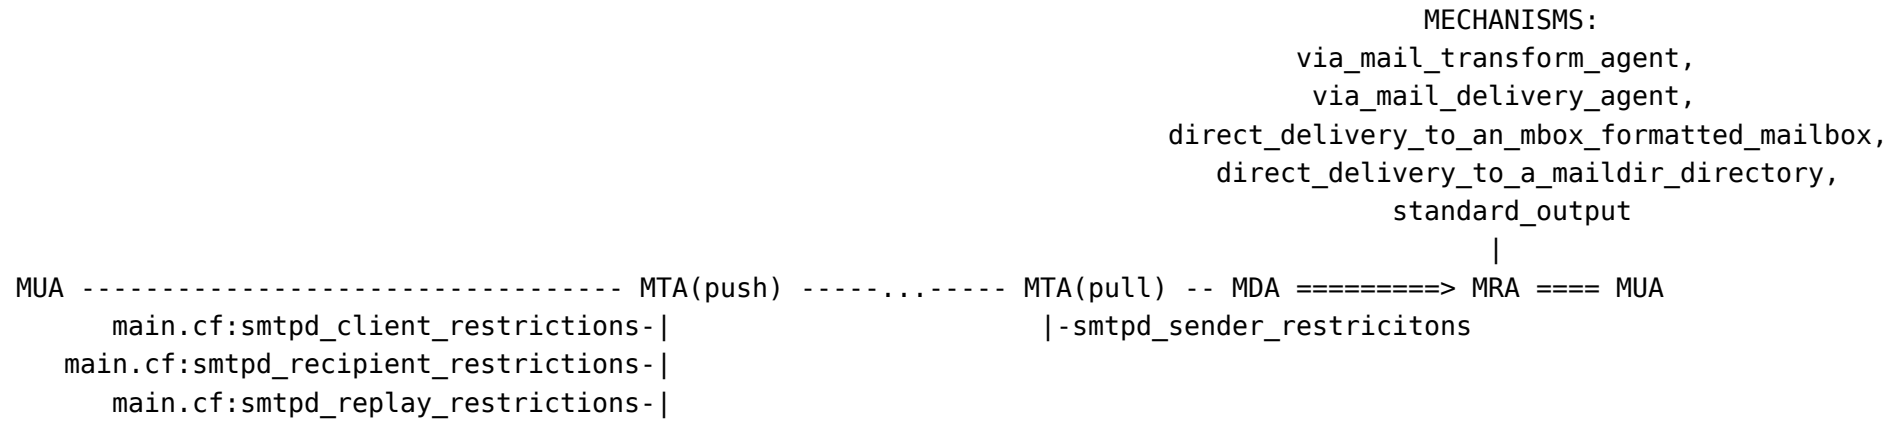 MECHANISMS:
via_mail_transform_agent,
via_mail_delivery_agent,
direct_delivery_to_an_mbox_formatted_mailbox,
direct_delivery_to_a_maildir_directory,
standard_output
|
MUA ---------------------------------- MTA(push) -----...----- MTA(pull) -- MDA =========> MRA ==== MUA
main.cf:smtpd_client_restrictions-| |-smtpd_sender_restricitons
main.cf:smtpd_recipient_restrictions-|
main.cf:smtpd_replay_restrictions-|